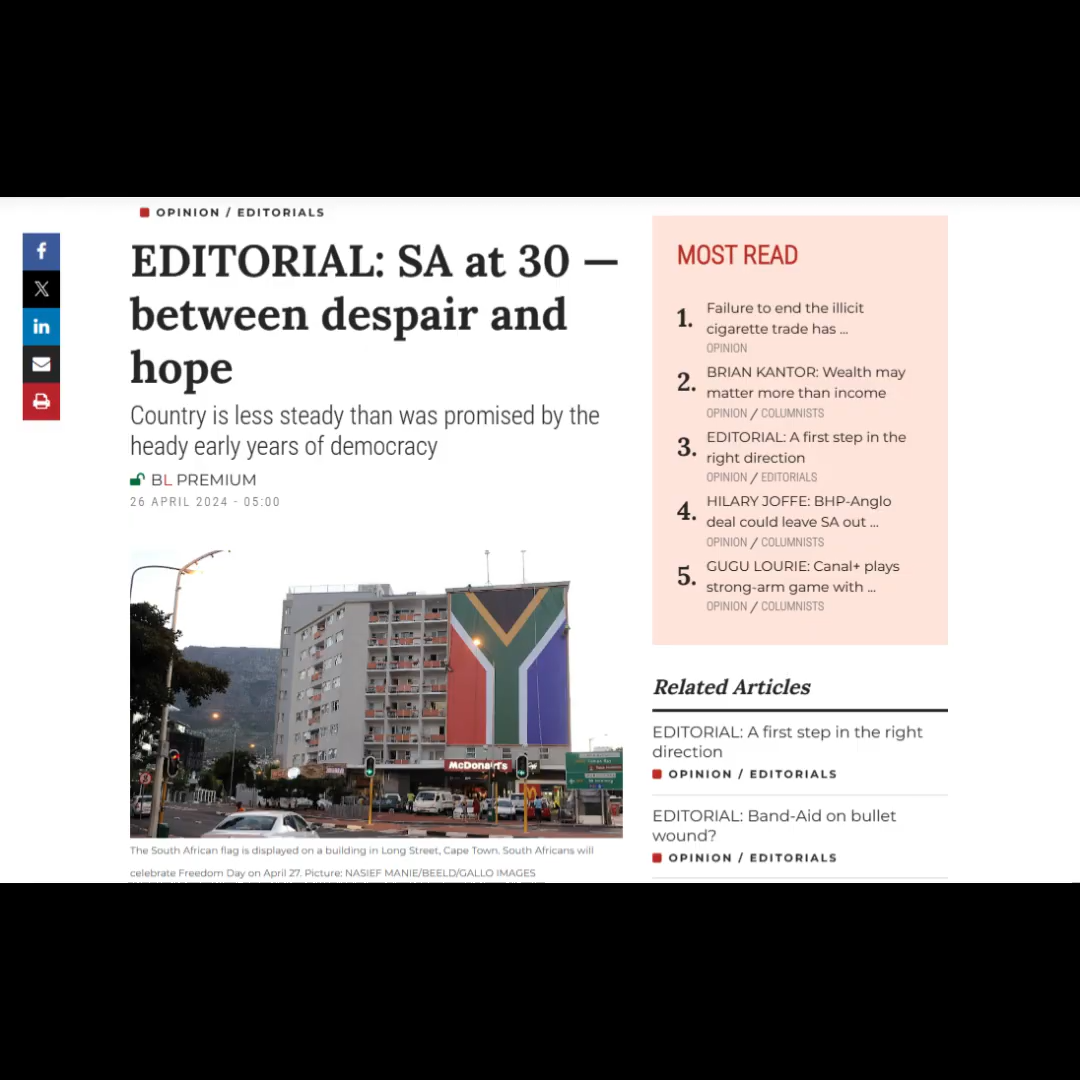 OPINION / EDITORIALS
EDITORIAL: SA at 30 —
between despair and
hope
Country is less steady than was promised by the
heady early years of democracy
BL PREMIUM
26 APRIL 2024 - 05:00
McDonald's
The South African flag is displayed on a building in Long Street, Cape Town. South Africans will
celebrate Freedom Day on April 27. Picture: NASIEF MANIE/BEELD/GALLO IMAGES
MOST READ
1.
Failure to end the illicit
cigarette trade has ...
OPINION
2.
BRIAN KANTOR: Wealth may
matter more than income
OPINION / COLUMNISTS
3.
EDITORIAL: A first step in the
right direction
OPINION / EDITORIALS
4.
HILARY JOFFE: BHP-Anglo
deal could leave SA out ...
OPINION / COLUMNISTS
5.
GUGU LOURIE: Canal+ plays
strong-arm game with ...
OPINION / COLUMNISTS
Related Articles
EDITORIAL: A first step in the right
direction
OPINION / EDITORIALS
EDITORIAL: Band-Aid on bullet
wound?
OPINION / EDITORIALS